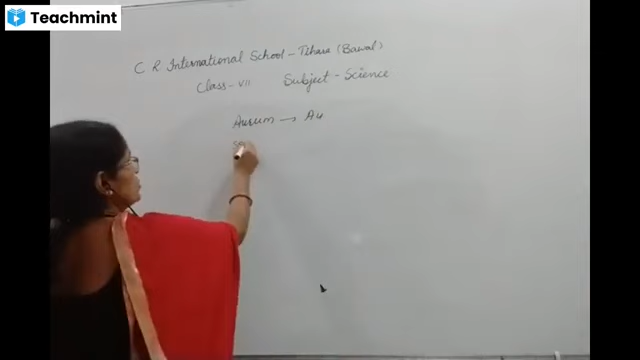 Teachmint
C R International School - Tihara (Bawal)
Class - VII Subject - Science
Aurum → Au